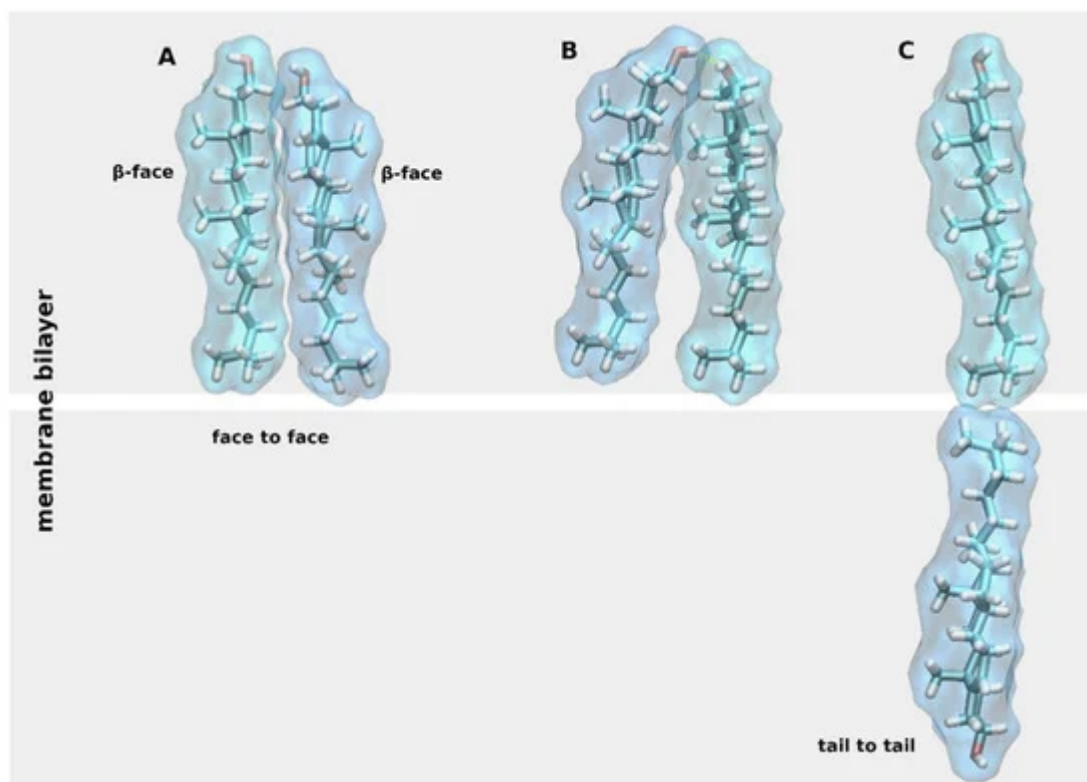 A
B
C
β-face
β-face
membrane bilayer
face to face
tail to tail